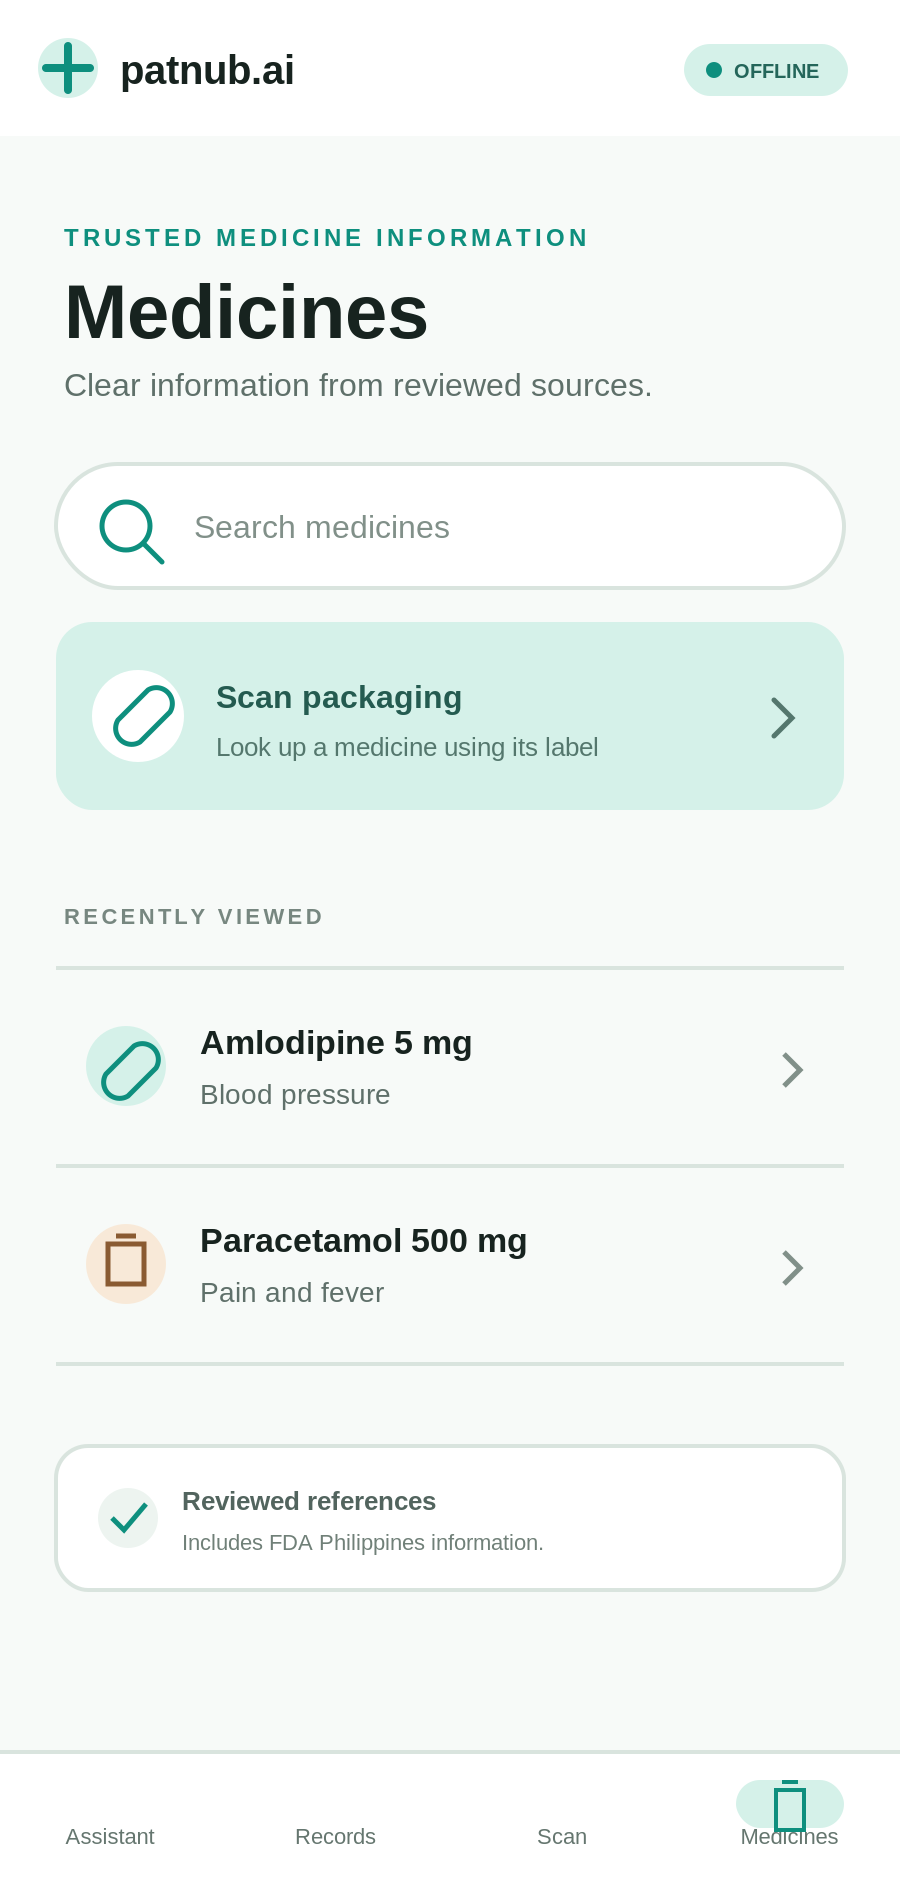 patnub.ai
OFFLINE
TRUSTED MEDICINE INFORMATION
Medicines
Clear information from reviewed sources.
Search medicines
Scan packaging
Look up a medicine using its label
RECENTLY VIEWED
Amlodipine 5 mg
Blood pressure
Paracetamol 500 mg
Pain and fever
Reviewed references
Includes FDA Philippines information.
Assistant
Records
Scan
Medicines